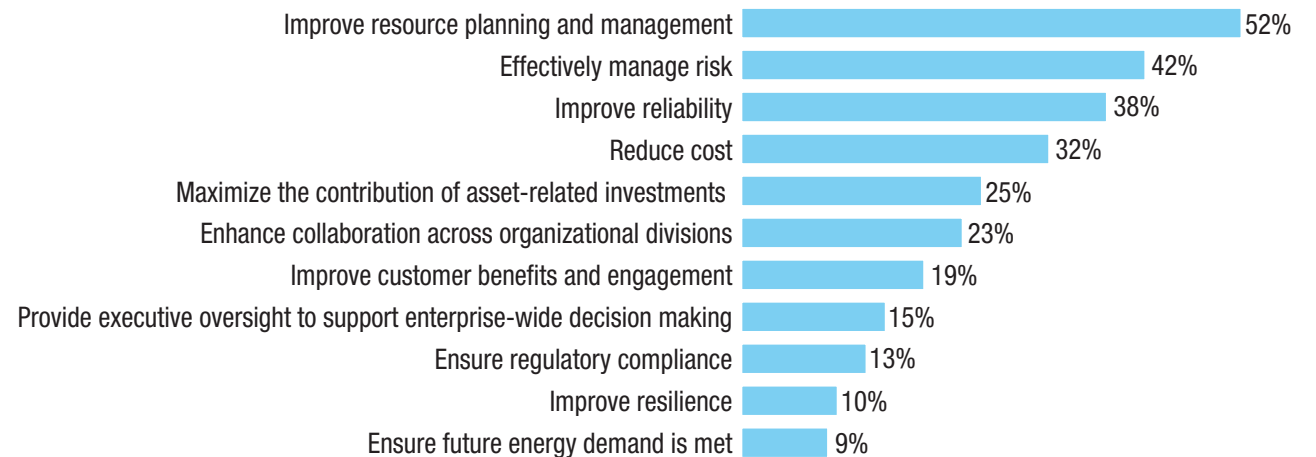 Improve resource planning and management 52%
Effectively manage risk 42%
Improve reliability 38%
Reduce cost 32%
Maximize the contribution of asset-related investments 25%
Enhance collaboration across organizational divisions 23%
Improve customer benefits and engagement 19%
Provide executive oversight to support enterprise-wide decision making 15%
Ensure regulatory compliance 13%
Improve resilience 10%
Ensure future energy demand is met 9%